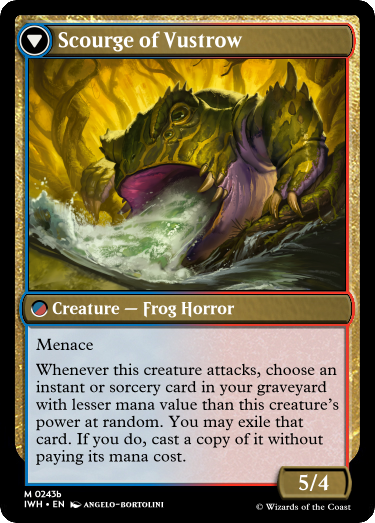 Scourge of Vustrow
Creature — Frog Horror
Menace
Whenever this creature attacks, choose an
instant or sorcery card in your graveyard
with lesser mana value than this creature's
power at random. You may exile that
card. If you do, cast a copy of it without
paying its mana cost.
5/4
M 0243b
IWH • EN ANGELO-BORTOLINI
© Wizards of the Coast